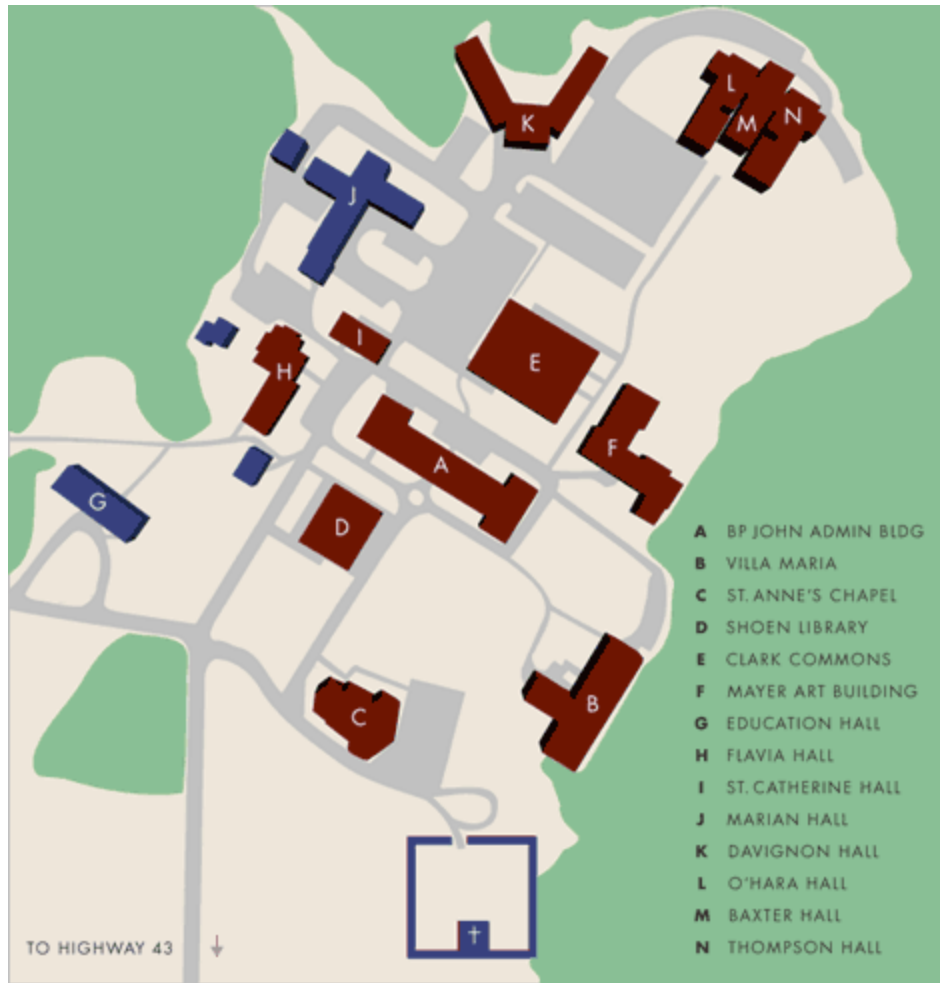 K
L
M
N
J
I
E
H
A
F
G
D
C
B
A BP JOHN ADMIN BLDG
B VILLA MARIA
C ST. ANNE'S CHAPEL
D SHOEN LIBRARY
E CLARK COMMONS
F MAYER ART BUILDING
G EDUCATION HALL
H FLAVIA HALL
I ST. CATHERINE HALL
J MARIAN HALL
K DAVIGNON HALL
L O'HARA HALL
M BAXTER HALL
N THOMPSON HALL
TO HIGHWAY 43